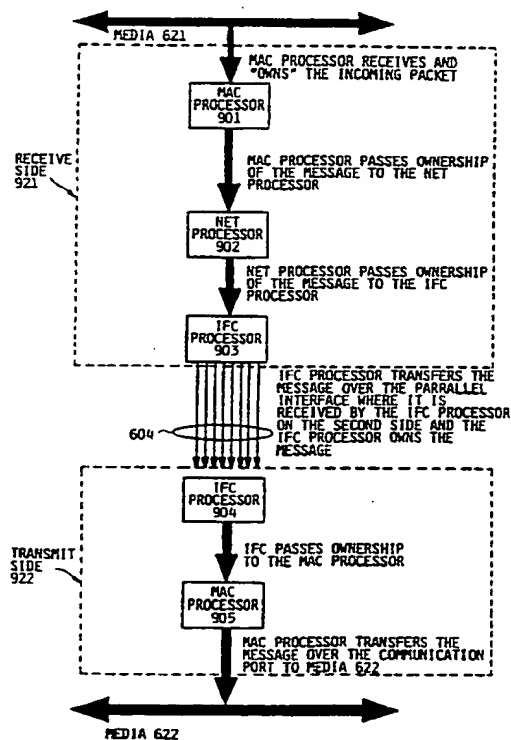 MEDIA 621
MAC PROCESSOR RECEIVES AND
"OWNS" THE INCOMING PACKET
MAC
PROCESSOR
901
RECEIVE
SIDE
921
MAC PROCESSOR PASSES OWNERSHIP
OF THE MESSAGE TO THE NET
PROCESSOR
NET
PROCESSOR
902
NET PROCESSOR PASSES OWNERSHIP
OF THE MESSAGE TO THE IFC
PROCESSOR
IFC
PROCESSOR
903
IFC PROCESSOR TRANSFERS THE
MESSAGE OVER THE PARRALLEL
INTERFACE WHERE IT IS
RECEIVED BY THE IFC PROCESSOR
ON THE SECOND SIDE AND THE
IFC PROCESSOR OWNS THE
MESSAGE
604
IFC
PROCESSOR
904
TRANSMIT
SIDE
922
IFC PASSES OWNERSHIP
TO THE MAC PROCESSOR
MAC
PROCESSOR
905
MAC PROCESSOR TRANSFERS THE
MESSAGE OVER THE COMMUNICATION
PORT TO MEDIA 622
MEDIA 622